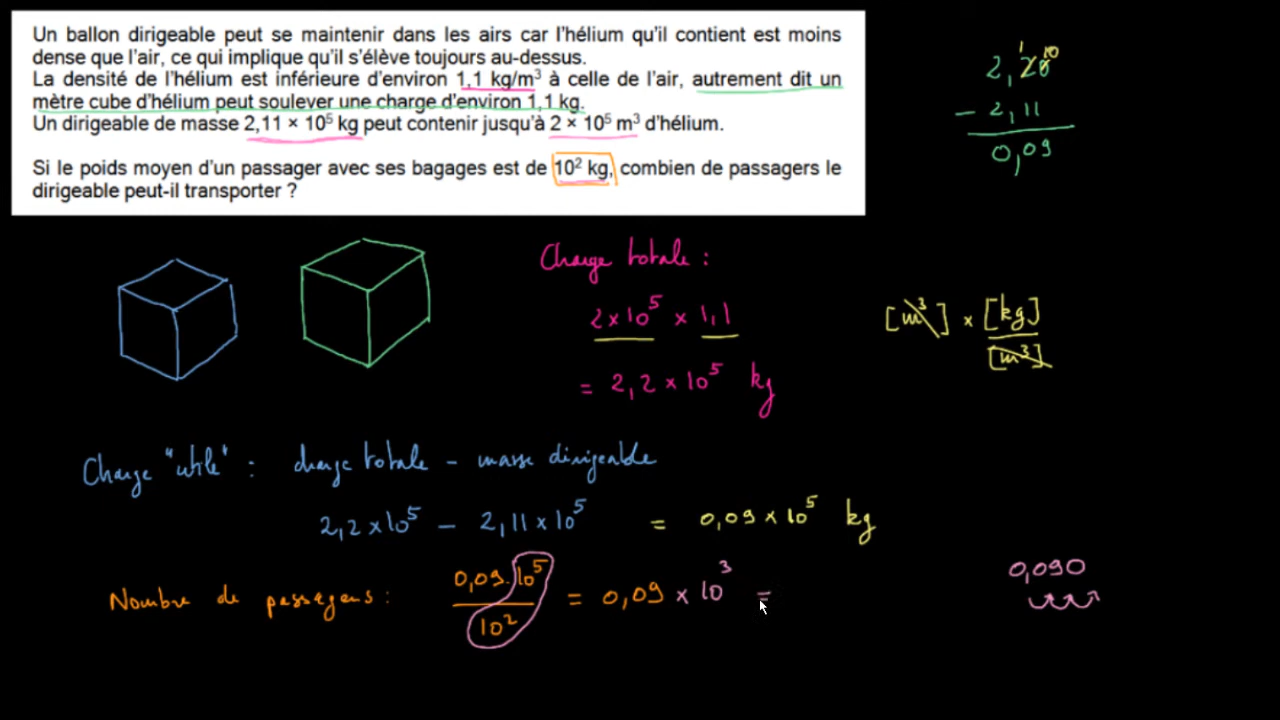 Un ballon dirigeable peut se maintenir dans les airs car l'hélium qu'il contient est moins
dense que l'air, ce qui implique qu'il s'élève toujours au-dessus.
La densité de l'hélium est inférieure d'environ 1,1 kg/m³ à celle de l'air, autrement dit un
mètre cube d'hélium peut soulever une charge d'environ 1,1 kg.
Un dirigeable de masse 2,11 × 10⁵ kg peut contenir jusqu'à 2 × 10⁵ m³ d'hélium.
Si le poids moyen d'un passager avec ses bagages est de 10² kg, combien de passagers le
dirigeable peut-il transporter ?
1 10
2,20
- 2,11
0,09
Charge totale :
2×10⁵ × 1,1
= 2,2 × 10⁵ kg
[m³] × [kg]
[m³]
Charge "utile" : charge totale - masse dirigeable
2,2×10⁵ - 2,11×10⁵ = 0,09×10⁵ kg
Nombre de passagers : 0,09.10⁵ / 10² = 0,09 × 10³ =
0,090